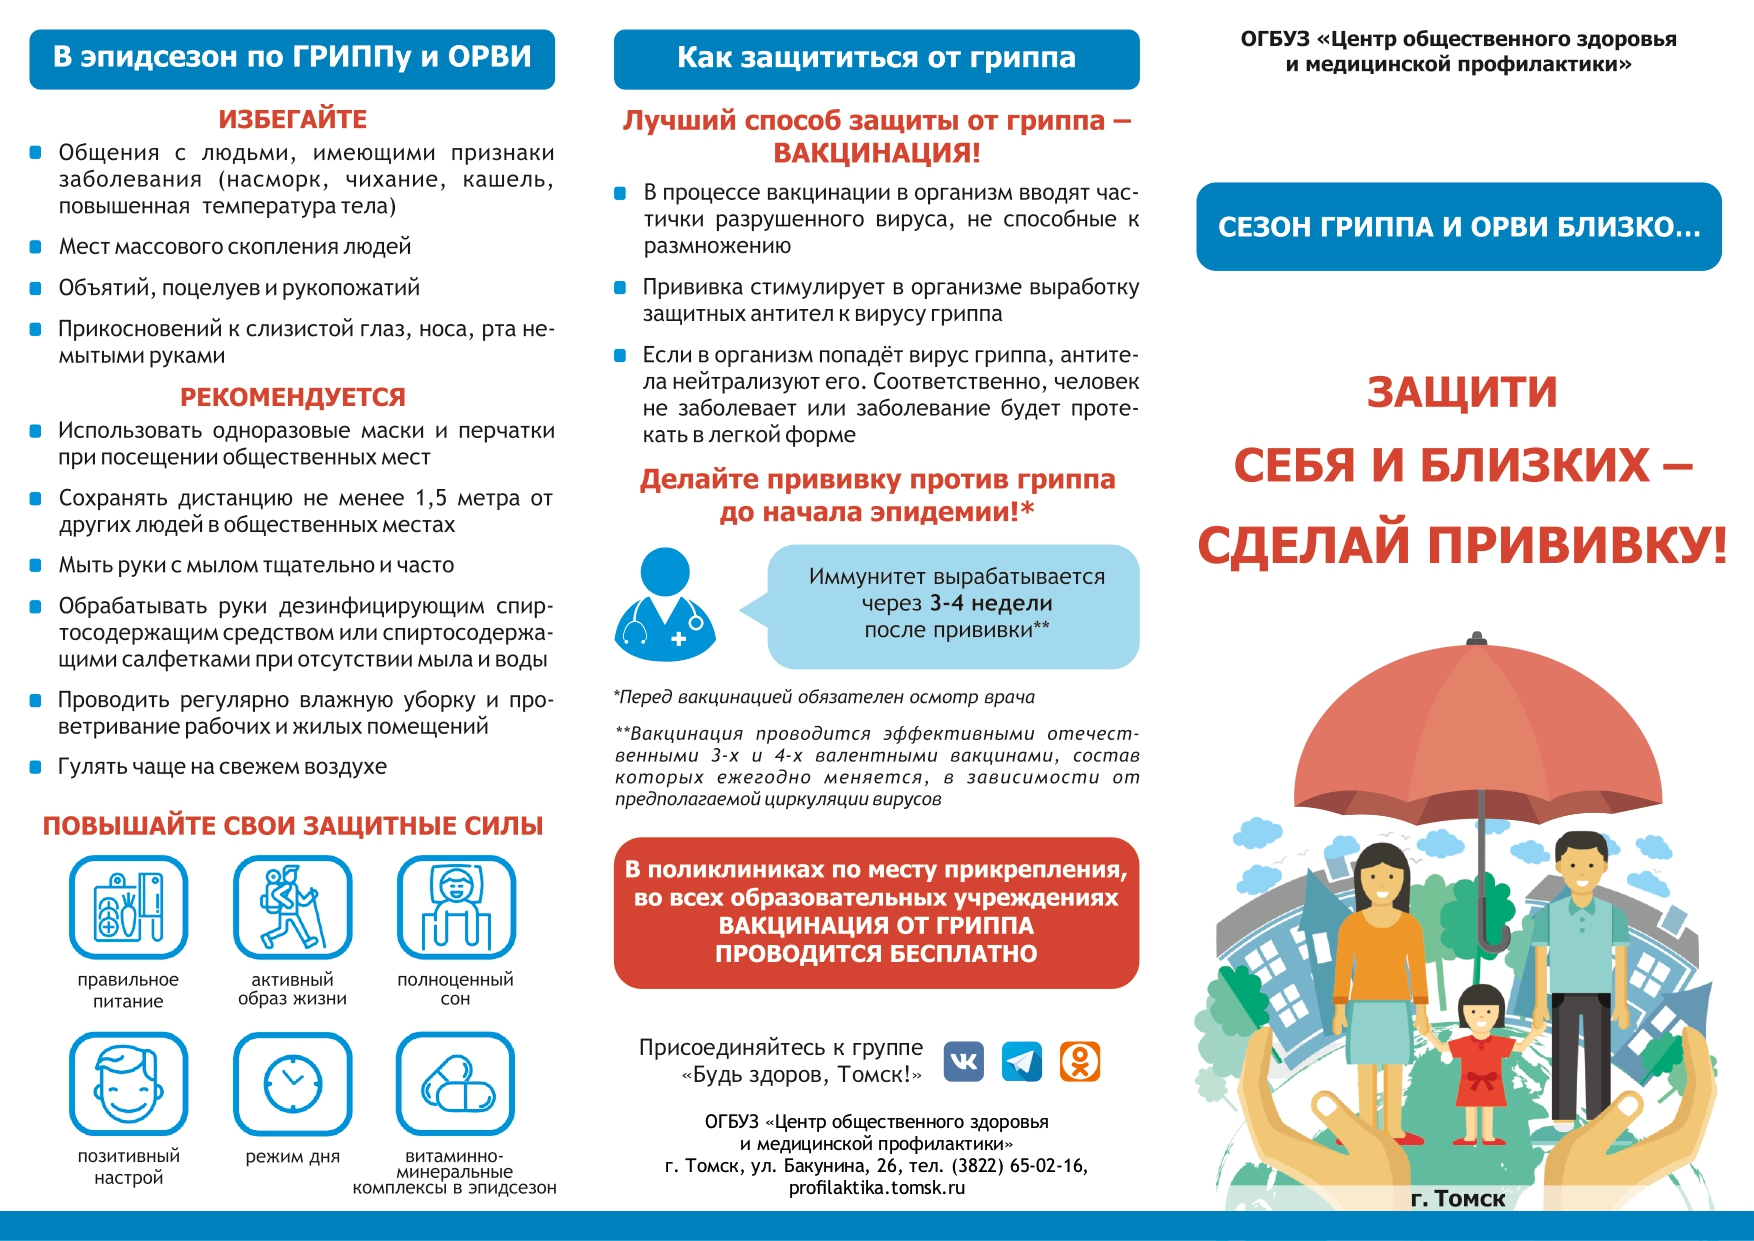 В эпидсезон по ГРИППу и ОРВИ
ИЗБЕГАЙТЕ
Общения с людьми, имеющими признаки
заболевания (насморк, чихание, кашель,
повышенная температура тела)
Мест массового скопления людей
Объятий, поцелуев и рукопожатий
Прикосновений к слизистой глаз, носа, рта не-
мытыми руками
РЕКОМЕНДУЕТСЯ
Использовать одноразовые маски и перчатки
при посещении общественных мест
Сохранять дистанцию не менее 1,5 метра от
других людей в общественных местах
Мыть руки с мылом тщательно и часто
Обрабатывать руки дезинфицирующим спир-
тосодержащим средством или спиртосодержа-
щими салфетками при отсутствии мыла и воды
Проводить регулярно влажную уборку и про-
ветривание рабочих и жилых помещений
Гулять чаще на свежем воздухе
ПОВЫШАЙТЕ СВОИ ЗАЩИТНЫЕ СИЛЫ
правильное
питание
активный
образ жизни
полноценный
сон
позитивный
настрой
режим дня
витаминно-
минеральные
комплексы в эпидсезон
Как защититься от гриппа
Лучший способ защиты от гриппа –
ВАКЦИНАЦИЯ!
В процессе вакцинации в организм вводят час-
тички разрушенного вируса, не способные к
размножению
Прививка стимулирует в организме выработку
защитных антител к вирусу гриппа
Если в организм попадёт вирус гриппа, антите-
ла нейтрализуют его. Соответственно, человек
не заболевает или заболевание будет проте-
кать в легкой форме
Делайте прививку против гриппа
до начала эпидемии!*
Иммунитет вырабатывается
через 3-4 недели
после прививки**
*Перед вакцинацией обязателен осмотр врача
**Вакцинация проводится эффективными отечест-
венными 3-х и 4-х валентными вакцинами, состав
которых ежегодно меняется, в зависимости от
предполагаемой циркуляции вирусов
В поликлиниках по месту прикрепления,
во всех образовательных учреждениях
ВАКЦИНАЦИЯ ОТ ГРИППА
ПРОВОДИТСЯ БЕСПЛАТНО
Присоединяйтесь к группе
«Будь здоров, Томск!»
ОГБУЗ «Центр общественного здоровья
и медицинской профилактики»
г. Томск, ул. Бакунина, 26, тел. (3822) 65-02-16,
profilaktika.tomsk.ru
ОГБУЗ «Центр общественного здоровья
и медицинской профилактики»
СЕЗОН ГРИППА И ОРВИ БЛИЗКО...
ЗАЩИТИ
СЕБЯ И БЛИЗКИХ –
СДЕЛАЙ ПРИВИВКУ!
г. Томск